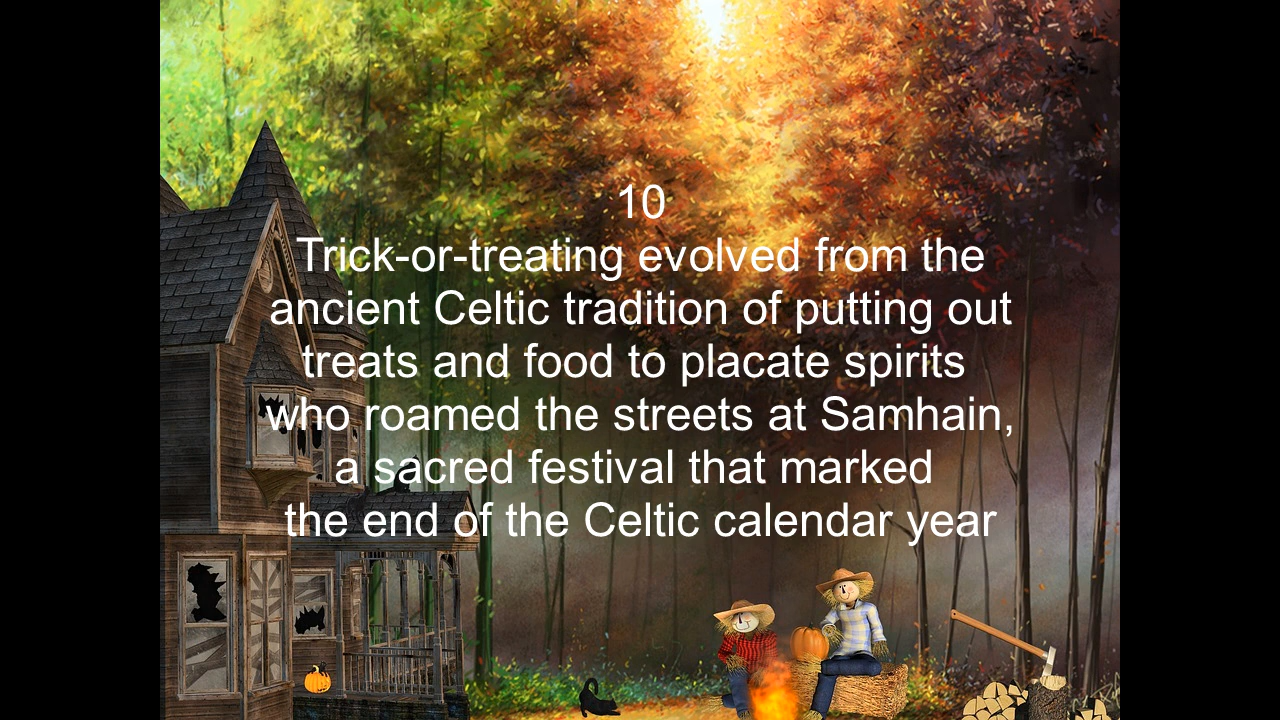 10
Trick-or-treating evolved from the
ancient Celtic tradition of putting out
treats and food to placate spirits
who roamed the streets at Samhain,
a sacred festival that marked
the end of the Celtic calendar year